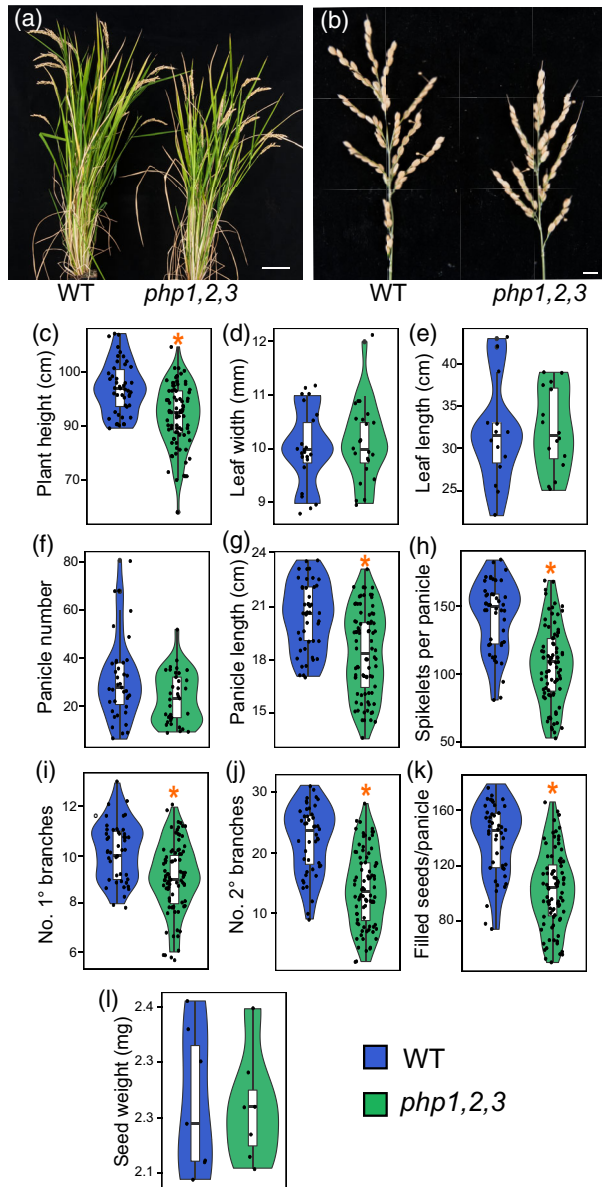 (a)
(b)
WT
php1,2,3
WT
php1,2,3
(c)
Plant height (cm)
100
90
70
*
(d)
Leaf width (mm)
12
11
10
9
(e)
Leaf length (cm)
40
35
30
25
(f)
Panicle number
80
60
40
20
(g)
Panicle length (cm)
24
21
18
15
*
(h)
Spikelets per panicle
150
100
50
*
(i)
No. 1° branches
12
10
8
6
*
(j)
No. 2° branches
30
20
10
*
(k)
Filled seeds/panicle
160
120
80
*
(l)
Seed weight (mg)
2.4
2.3
2.3
2.1
WT
php1,2,3